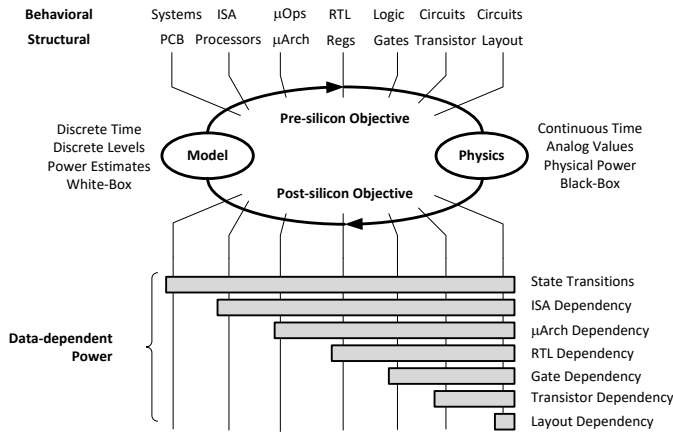 Behavioral Systems ISA μOps RTL Logic Circuits Circuits
Structural PCB Processors μArch Regs Gates Transistor Layout
Pre-silicon Objective
Discrete Time
Discrete Levels
Power Estimates
White-Box
Model
Physics
Continuous Time
Analog Values
Physical Power
Black-Box
Post-silicon Objective
Data-dependent
Power
State Transitions
ISA Dependency
μArch Dependency
RTL Dependency
Gate Dependency
Transistor Dependency
Layout Dependency